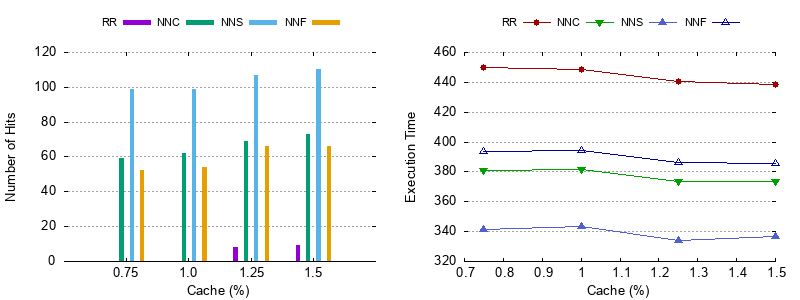 RR NNC NNS NNF
120
100
80
60
40
20
0
Number of Hits
0.75 1.0 1.25 1.5
Cache (%)
RR NNC NNS NNF
460
440
420
400
380
360
340
320
Execution Time
0.7 0.8 0.9 1 1.1 1.2 1.3 1.4 1.5
Cache (%)